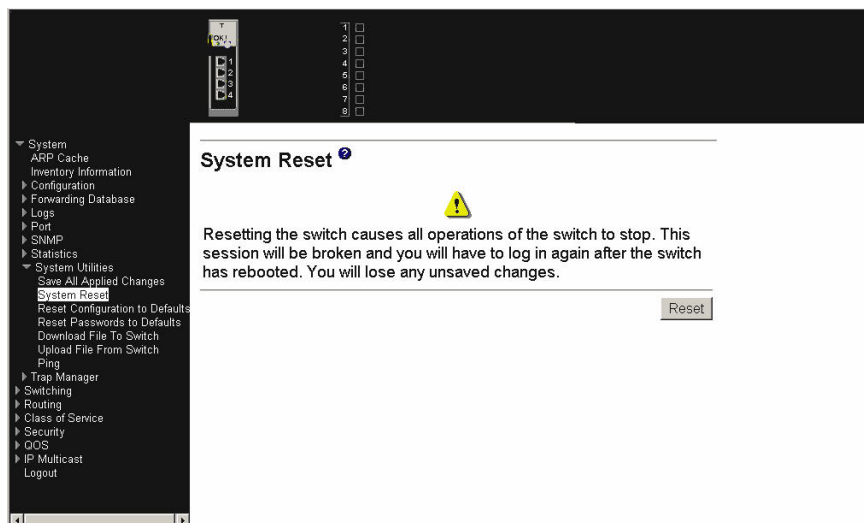 T
OK!
1
2
3
4
1
2
3
4
5
6
7
8
System
ARP Cache
Inventory Information
Configuration
Forwarding Database
Logs
Port
SNMP
Statistics
System Utilities
Save All Applied Changes
System Reset
Reset Configuration to Defaults
Reset Passwords to Defaults
Download File To Switch
Upload File From Switch
Ping
Trap Manager
Switching
Routing
Class of Service
Security
QOS
IP Multicast
Logout
System Reset ?
Resetting the switch causes all operations of the switch to stop. This
session will be broken and you will have to log in again after the switch
has rebooted. You will lose any unsaved changes.
Reset